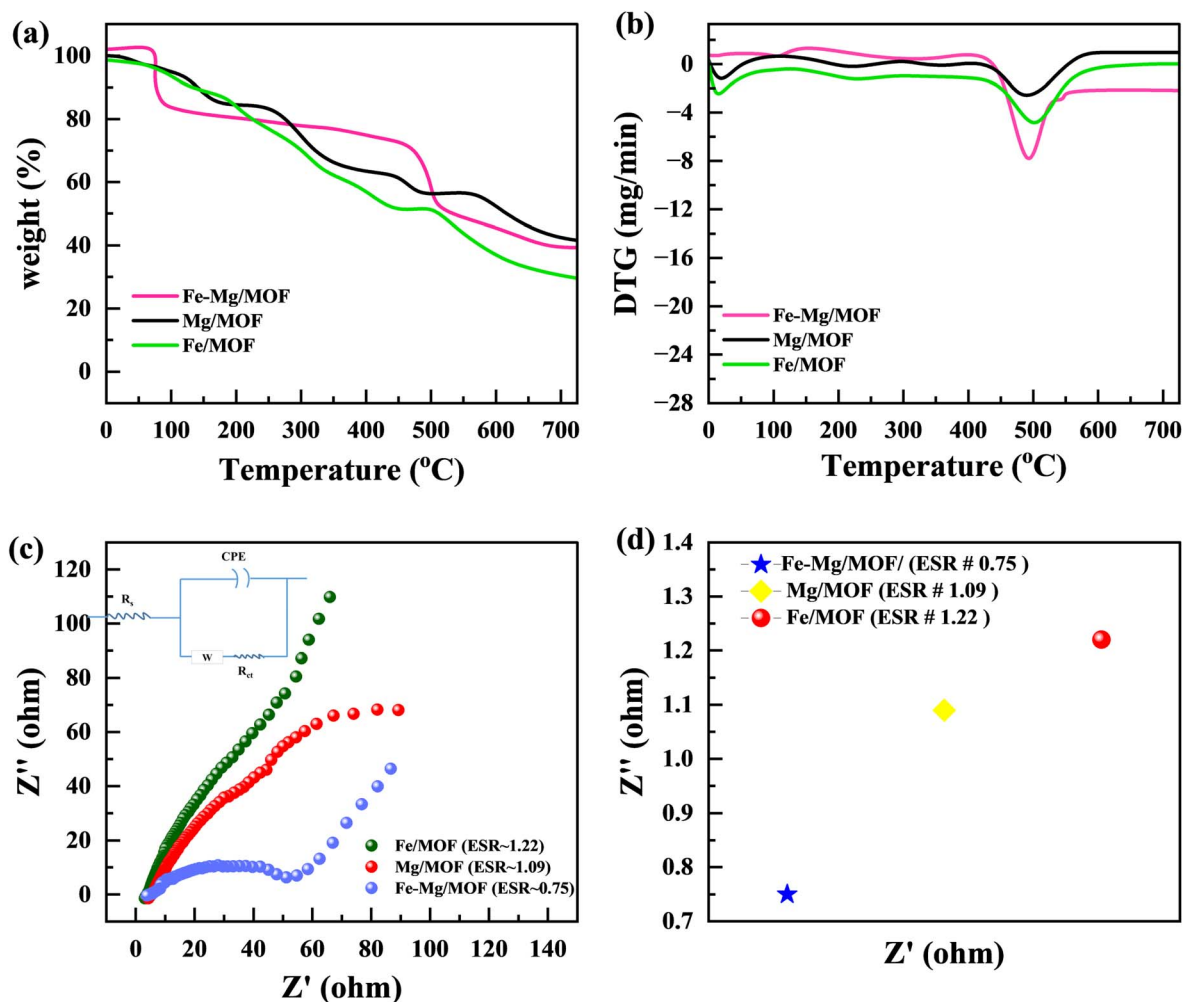 (a)
100
80
60
40
20
0
weight (%)
Fe-Mg/MOF
Mg/MOF
Fe/MOF
0 100 200 300 400 500 600 700
Temperature (ºC)
(b)
0
−4
−8
−12
−16
−20
−24
−28
DTG (mg/min)
Fe-Mg/MOF
Mg/MOF
Fe/MOF
0 100 200 300 400 500 600 700
Temperature (ºC)
(c)
120
100
80
60
40
20
0
Z'' (ohm)
CPE
Rs
W
Rct
Fe/MOF (ESR~1.22)
Mg/MOF (ESR~1.09)
Fe-Mg/MOF (ESR~0.75)
0 20 40 60 80 100 120 140
Z' (ohm)
(d)
1.4
1.3
1.2
1.1
1.0
0.9
0.8
0.7
Z'' (ohm)
Fe-Mg/MOF/ (ESR # 0.75 )
Mg/MOF (ESR # 1.09 )
Fe/MOF (ESR # 1.22 )
Z' (ohm)